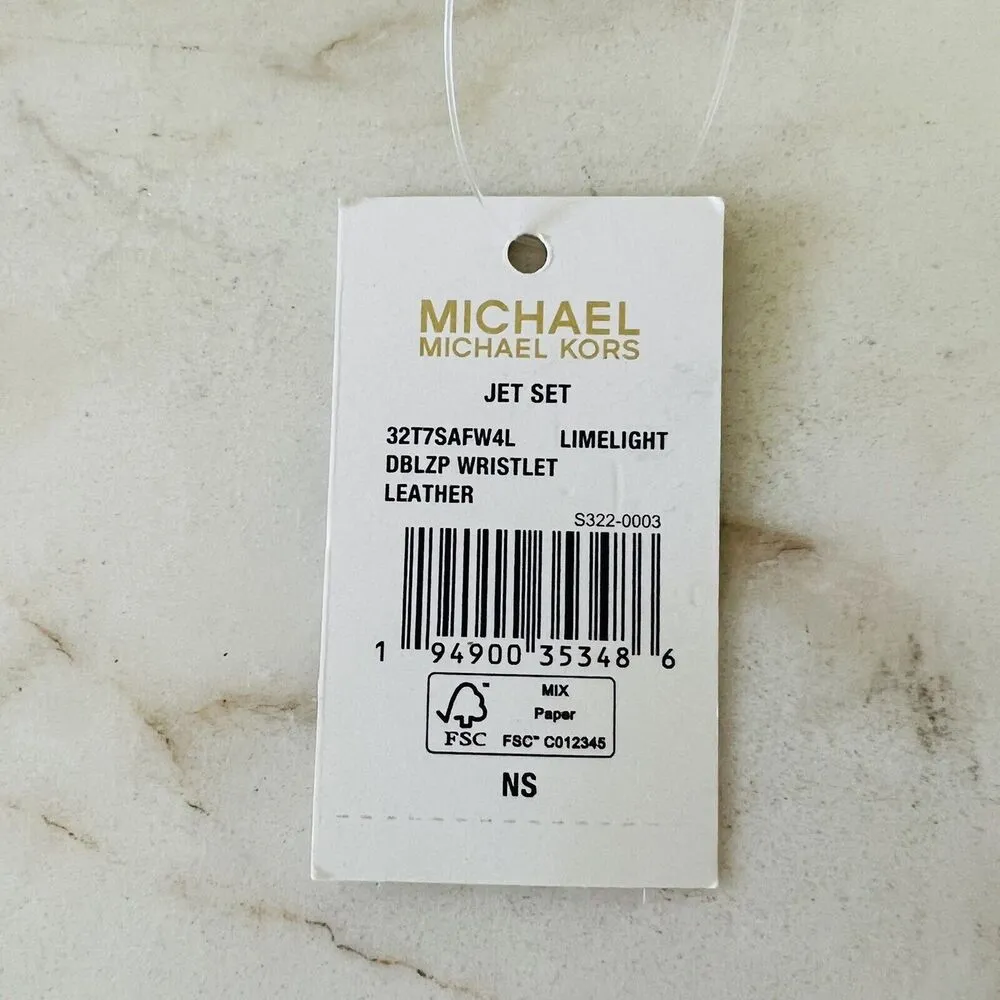 MICHAEL
MICHAEL KORS
JET SET
32T7SAFW4L LIMELIGHT
DBLZP WRISTLET
LEATHER
S322-0003
1 94900 35348 6
FSC
MIX
Paper
FSC™ C012345
NS